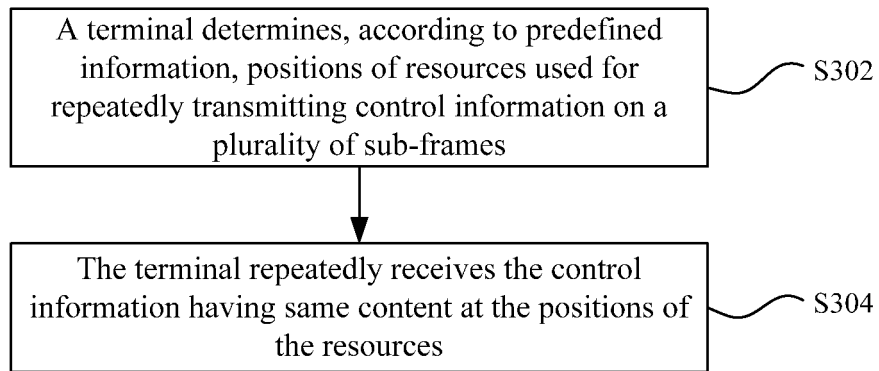 A terminal determines, according to predefined
information, positions of resources used for
repeatedly transmitting control information on a
plurality of sub-frames
S302
The terminal repeatedly receives the control
information having same content at the positions of
the resources
S304